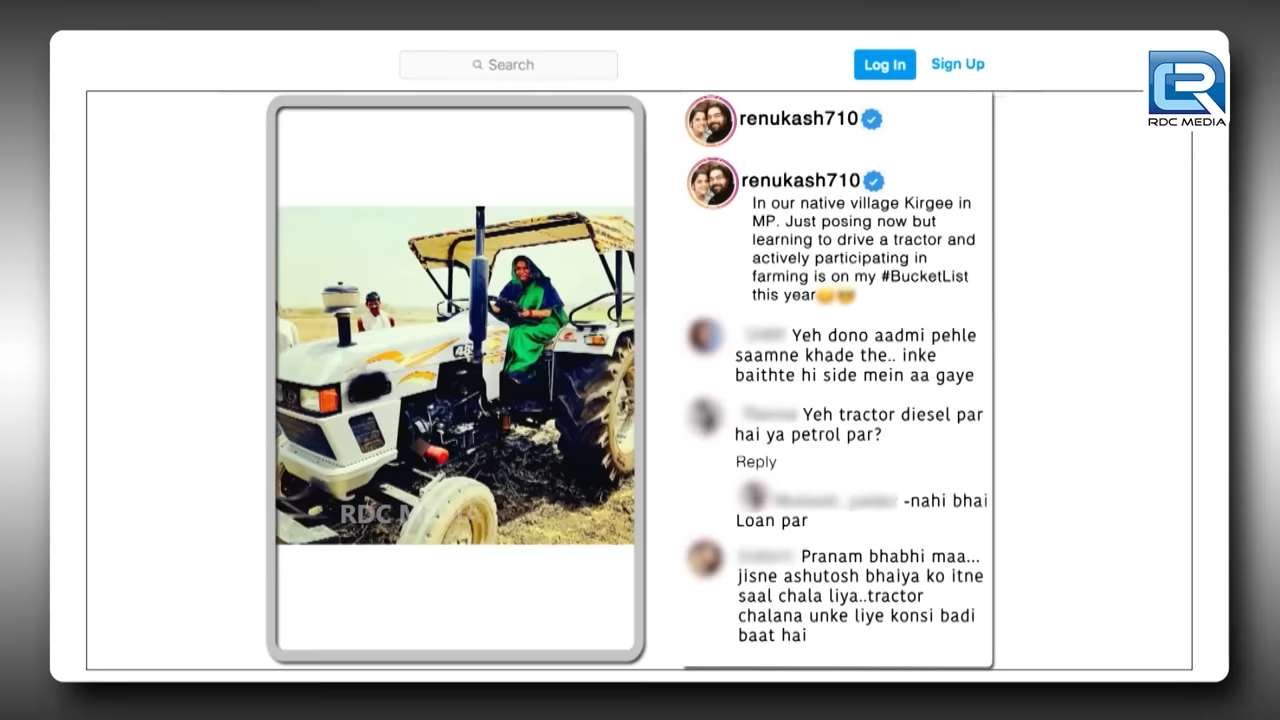 Search
Log In
Sign Up
RDC MEDIA
renukash710
renukash710
In our native village Kirgee in
MP. Just posing now but
learning to drive a tractor and
actively participating in
farming is on my #BucketList
this year
Yeh dono aadmi pehle
saamne khade the.. inke
baithte hi side mein aa gaye
Yeh tractor diesel par
hai ya petrol par?
Reply
-nahi bhai
Loan par
Pranam bhabhi maa...
jisne ashutosh bhaiya ko itne
saal chala liya..tractor
chalana unke liye konsi badi
baat hai
RDC M